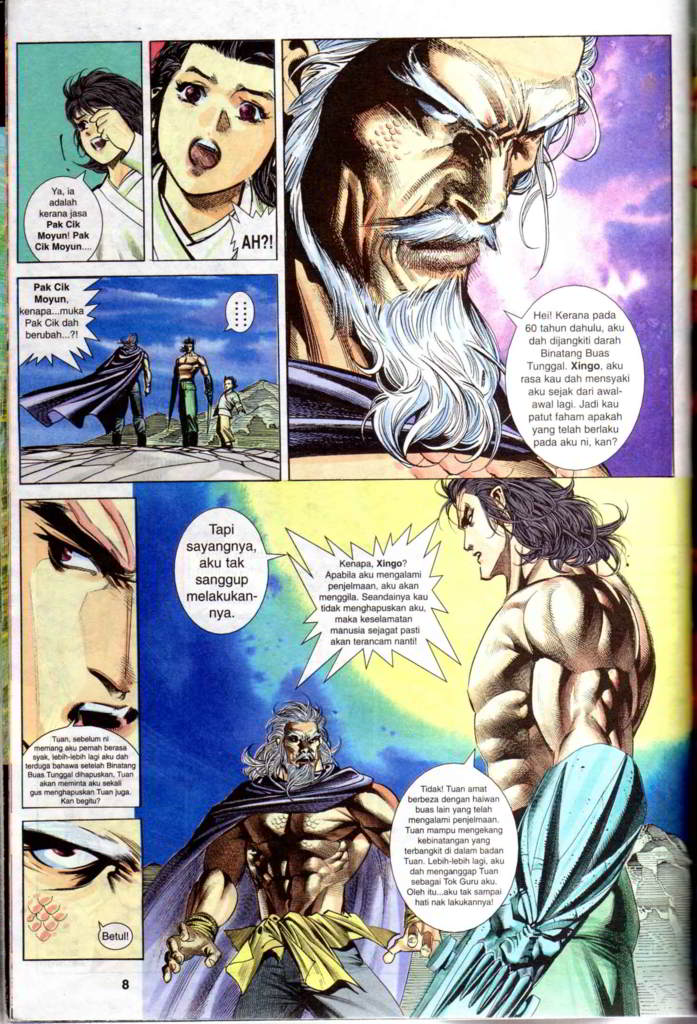 Ya, ia
adalah
kerana jasa
Pak Cik
Moyun! Pak
Cik Moyun....
AH?!
Pak Cik
Moyun,
kenapa...muka
Pak Cik dah
berubah...?!
Hei! Kerana pada
60 tahun dahulu, aku
dah dijangkiti darah
Binatang Buas
Tunggal. Xingo, aku
rasa kau dah mensyaki
aku sejak dari awal-
awal lagi. Jadi kau
patut faham apakah
yang telah berlaku
pada aku ni, kan?
Tuan, sebelum ni
memang aku pernah berasa
syak, lebih-lebih lagi aku dah
terduga bahawa setelah Binatang
Buas Tunggal dihapuskan, Tuan
akan meminta aku sekali
gus menghapuskan Tuan juga.
Kan begitu?
Betul!
Tapi
sayangnya,
aku tak
sanggup
melakukan-
nya.
Kenapa, Xingo?
Apabila aku mengalami
penjelmaan, aku akan
menggila. Seandainya kau
tidak menghapuskan aku,
maka keselamatan
manusia sejagat pasti
akan terancam nanti!
Tidak! Tuan amat
berbeza dengan haiwan
buas lain yang telah
mengalami penjelmaan.
Tuan mampu mengekang
kebinatangan yang
terbangkit di dalam badan
Tuan. Lebih-lebih lagi, aku
dah menganggap Tuan
sebagai Tok Guru aku.
Oleh itu...aku tak sampai
hati nak lakukannya!
8